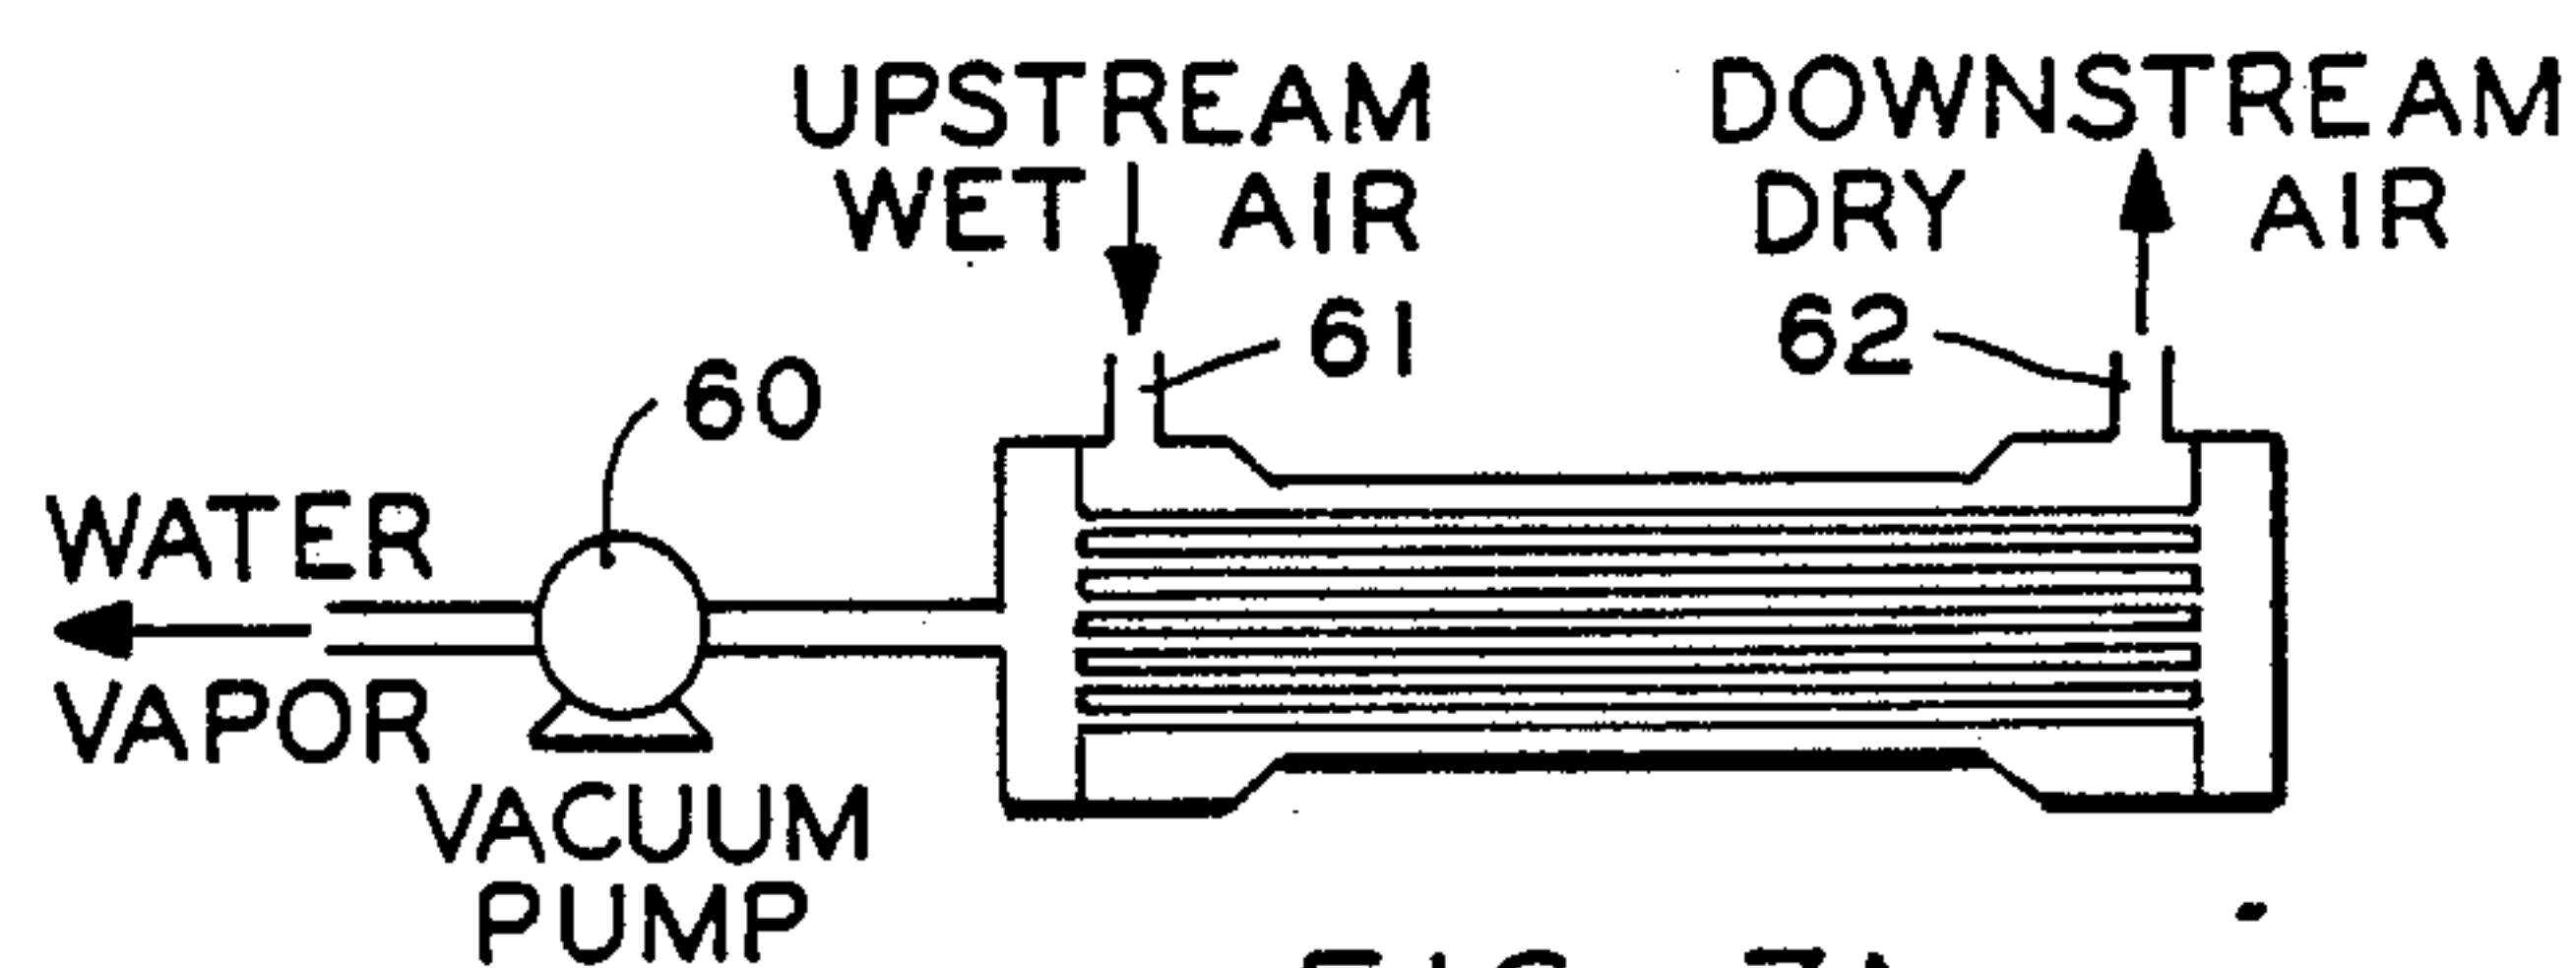 UPSTREAM
WET AIR
DOWNSTREAM
DRY AIR
61
62
60
WATER
VAPOR
VACUUM
PUMP